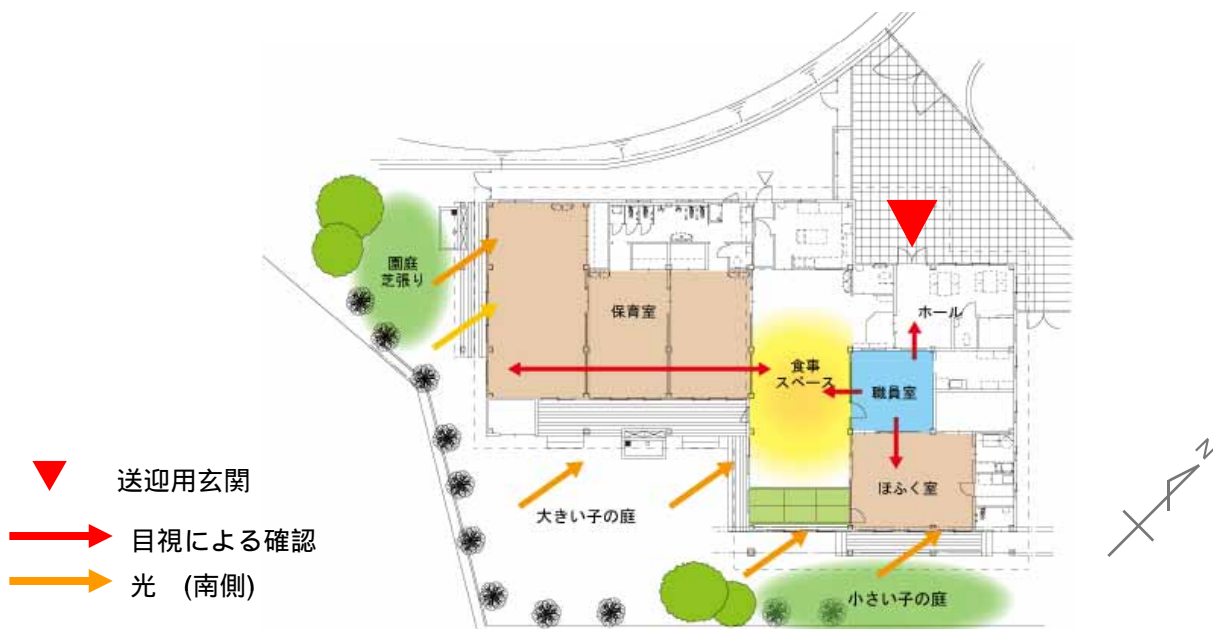 園庭
芝張り
保育室
ホール
食事
スペース
職員室
ほふく室
大きい子の庭
小さい子の庭
送迎用玄関
目視による確認
光 (南側)
N